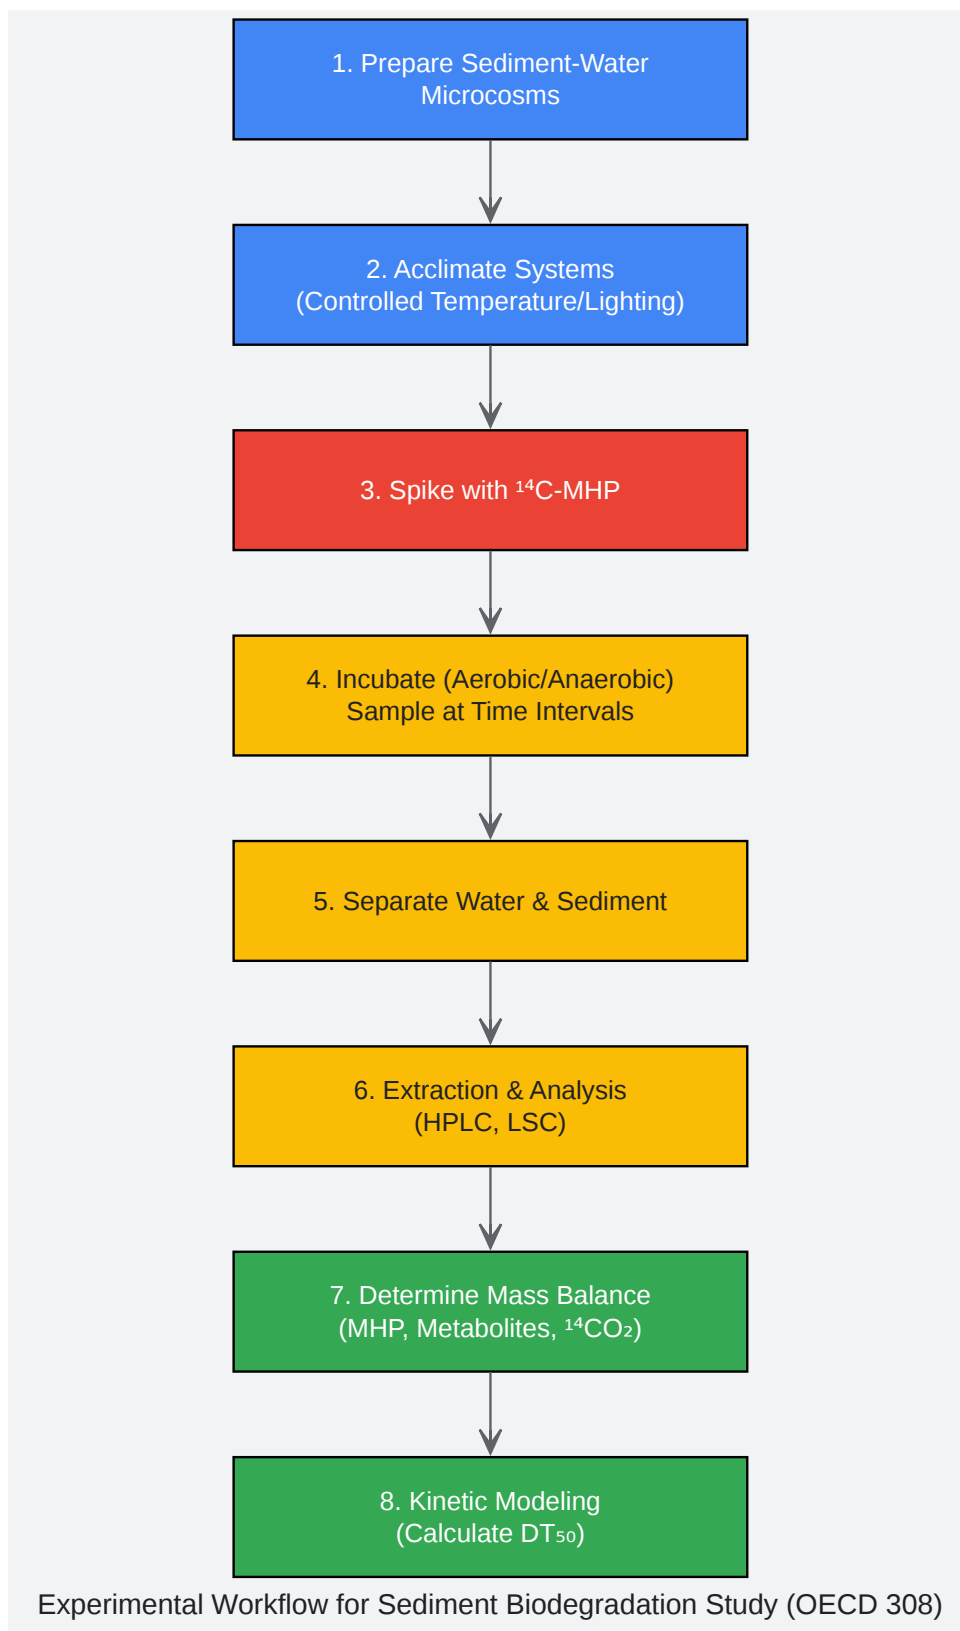 1. Prepare Sediment-Water
Microcosms
2. Acclimate Systems
(Controlled Temperature/Lighting)
3. Spike with ¹⁴C-MHP
4. Incubate (Aerobic/Anaerobic)
Sample at Time Intervals
5. Separate Water & Sediment
6. Extraction & Analysis
(HPLC, LSC)
7. Determine Mass Balance
(MHP, Metabolites, ¹⁴CO₂)
8. Kinetic Modeling
(Calculate DT₅₀)
Experimental Workflow for Sediment Biodegradation Study (OECD 308)